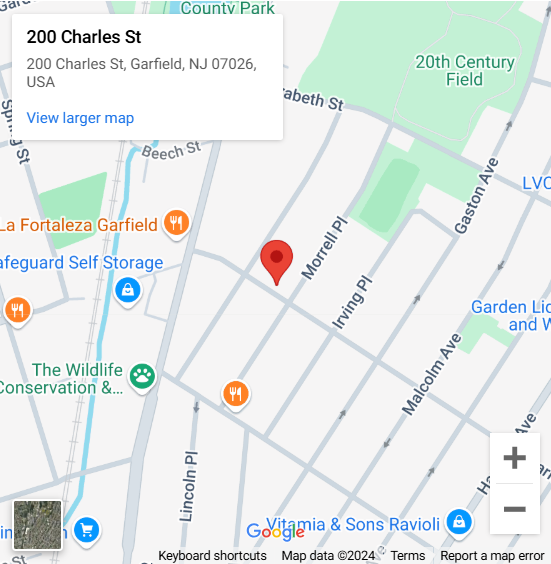 County Park
200 Charles St
200 Charles St, Garfield, NJ 07026,
USA
View larger map
20th Century
Field
abeth St
Spring St
Beech St
Gaston Ave
LVC
La Fortaleza Garfield
Morrell Pl
afeguard Self Storage
Irving Pl
Garden Lic
and W
Malcolm Ave
The Wildlife
Conservation &...
Lincoln Pl
Ave
Vitamia & Sons Ravioli
Google
Keyboard shortcuts
Map data ©2024
Terms
Report a map error